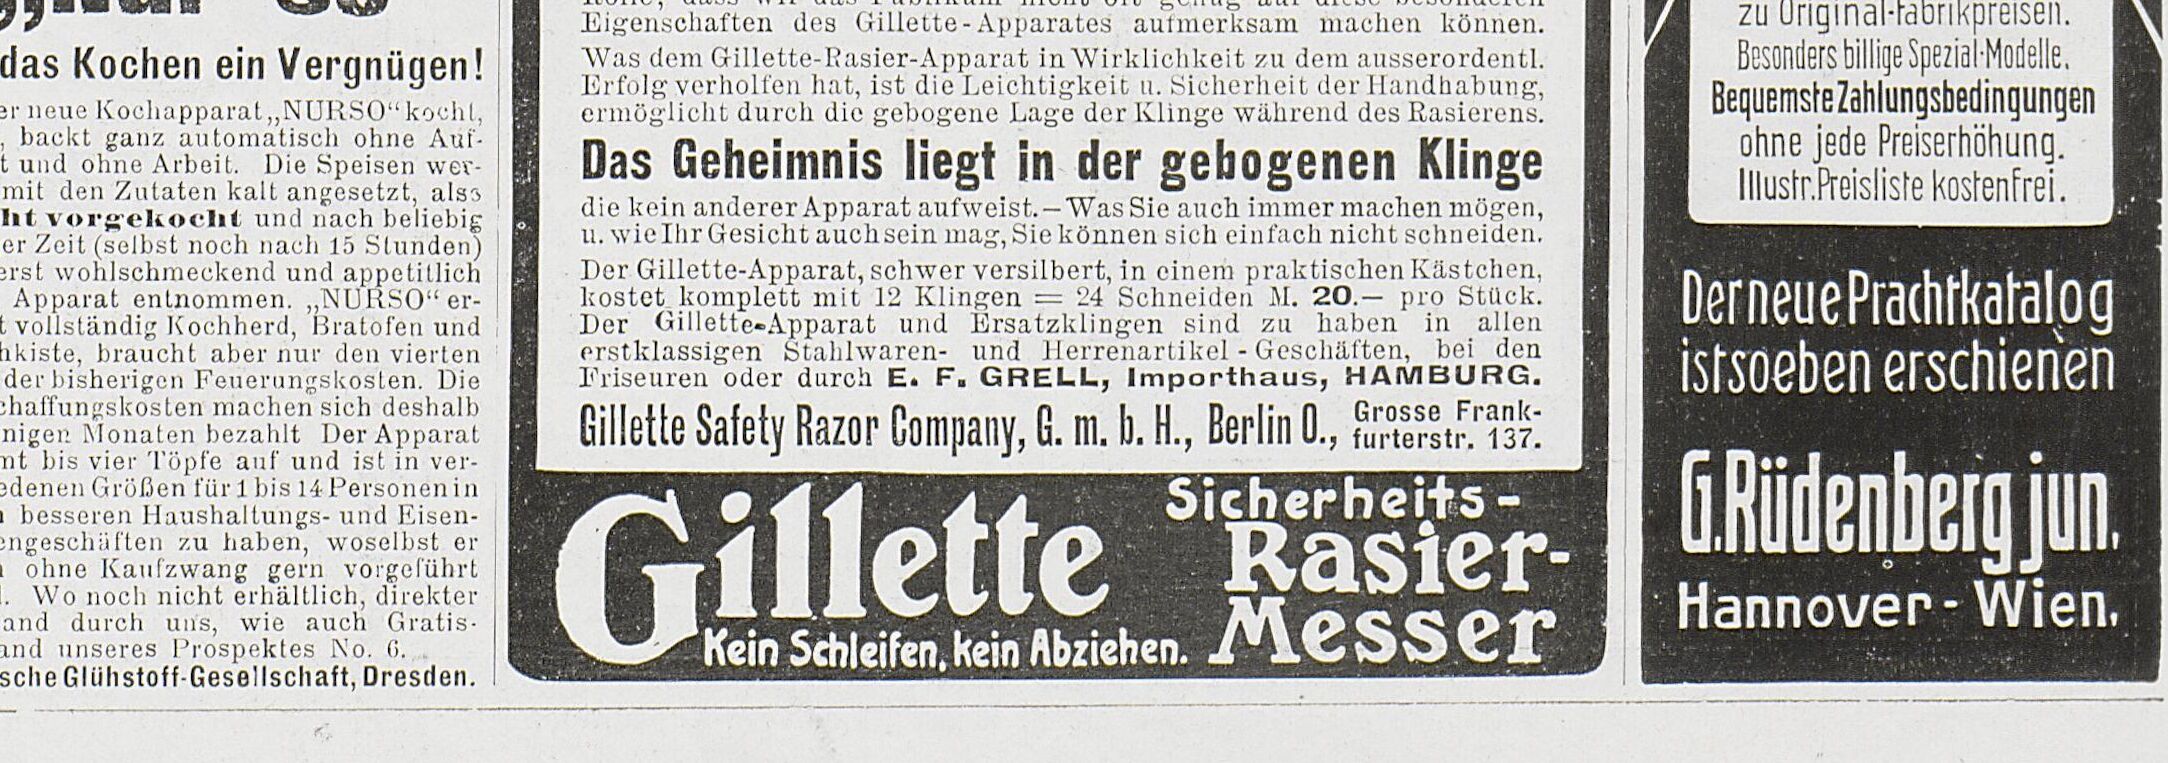 "Nur so
das Kochen ein Vergnügen!
er neue Kochapparat „NURSO“ kocht,
, backt ganz automatisch ohne Auf-
t und ohne Arbeit. Die Speisen wer-
mit den Zutaten kalt angesetzt, also
ht vorgekocht und nach beliebig
er Zeit (selbst noch nach 15 Stunden)
erst wohlschmeckend und appetitlich
Apparat entnommen. „NURSO“ er-
t vollständig Kochherd, Bratofen und
hkiste, braucht aber nur den vierten
der bisherigen Feuerungskosten. Die
chaffungskosten machen sich deshalb
nigen Monaten bezahlt Der Apparat
mt bis vier Töpfe auf und ist in ver-
edenen Größen für 1 bis 14 Personen in
n besseren Haushaltungs- und Eisen-
engeschäften zu haben, woselbst er
h ohne Kaufzwang gern vorgeführt
d. Wo noch nicht erhältlich, direkter
and durch uns, wie auch Gratis-
and unseres Prospektes No. 6.
sche Glühstoff-Gesellschaft, Dresden.
Rolle, dass wir das Publikum nicht oft genug auf diese besonderen
Eigenschaften des Gillette-Apparates aufmerksam machen können.
Was dem Gillette-Rasier-Apparat in Wirklichkeit zu dem ausserordentl.
Erfolg verholfen hat, ist die Leichtigkeit u. Sicherheit der Handhabung,
ermöglicht durch die gebogene Lage der Klinge während des Rasierens.
Das Geheimnis liegt in der gebogenen Klinge
die kein anderer Apparat aufweist. — Was Sie auch immer machen mögen,
u. wie Ihr Gesicht auch sein mag, Sie können sich einfach nicht schneiden.
Der Gillette-Apparat, schwer versilbert, in einem praktischen Kästchen,
kostet komplett mit 12 Klingen = 24 Schneiden M. 20.— pro Stück.
Der Gillette-Apparat und Ersatzklingen sind zu haben in allen
erstklassigen Stahlwaren- und Herrenartikel-Geschäften, bei den
Friseuren oder durch E. F. GRELL, Importhaus, HAMBURG.
Gillette Safety Razor Company, G. m. b. H., Berlin O., Grosse Frank-
furterstr. 137.
Gillette
Sicherheits-
Rasier-
Messer
Kein Schleifen, kein Abziehen.
zu Original-Fabrikpreisen.
Besonders billige Spezial-Modelle.
Bequemste Zahlungsbedingungen
ohne jede Preiserhöhung.
Illustr. Preisliste kostenfrei.
Der neue Prachtkatalog
ist soeben erschienen
G. Rüdenberg jun.
Hannover - Wien.